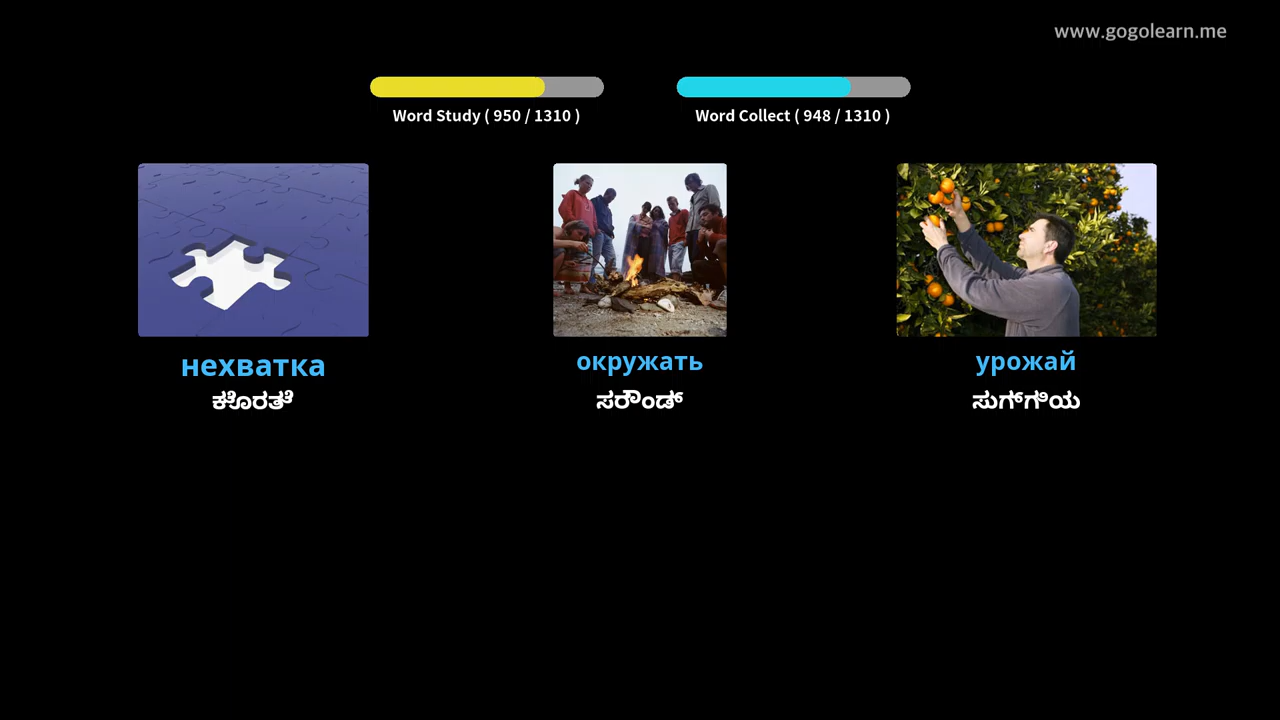 www.gogolearn.me
Word Study ( 950 / 1310 )
Word Collect ( 948 / 1310 )
нехватка
ಕೊರತೆ
окружать
ಸರೌಂಡ್
урожай
ಸುಗ್ಗಿಯ